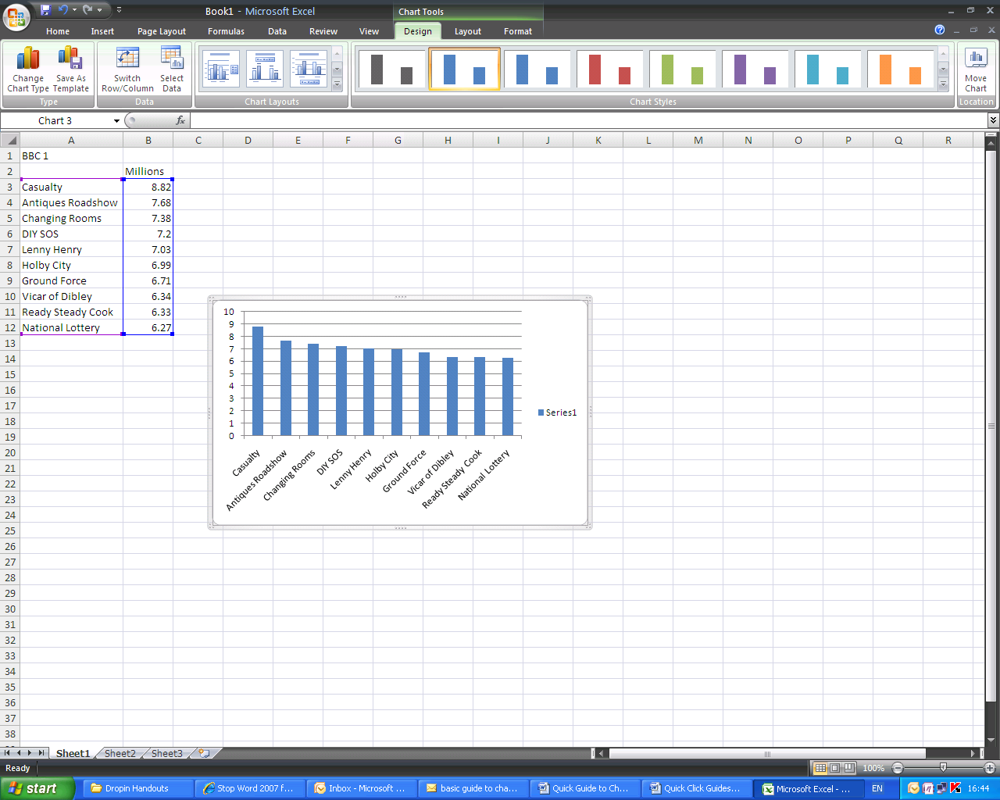 Book1 - Microsoft Excel
Chart Tools
Home Insert Page Layout Formulas Data Review View Design Layout Format
Change Chart Type
Save As Template
Switch Row/Column
Select Data
Move Chart
Type Data Chart Layouts Chart Styles Location
Chart 3
fx
A B C D E F G H I J K L M N O P Q R
1 BBC 1
2 Millions
3 Casualty 8.82
4 Antiques Roadshow 7.68
5 Changing Rooms 7.38
6 DIY SOS 7.2
7 Lenny Henry 7.03
8 Holby City 6.99
9 Ground Force 6.71
10 Vicar of Dibley 6.34
11 Ready Steady Cook 6.33
12 National Lottery 6.27
13
14
15
16
17
18
19
20
21
22
23
24
25
26
27
28
29
30
31
32
33
34
35
36
37
38
10
9
8
7
6
5
4
3
2
1
0
Casualty
Antiques Roadshow
Changing Rooms
DIY SOS
Lenny Henry
Holby City
Ground Force
Vicar of Dibley
Ready Steady Cook
National Lottery
Series1
Sheet1 Sheet2 Sheet3
Ready 100%
start Dropin Handouts Stop Word 2007 f... Inbox - Microsoft ... basic guide to cha... Quick Guide to Ch... Quick Click Guides... Microsoft Excel - ... EN 16:44